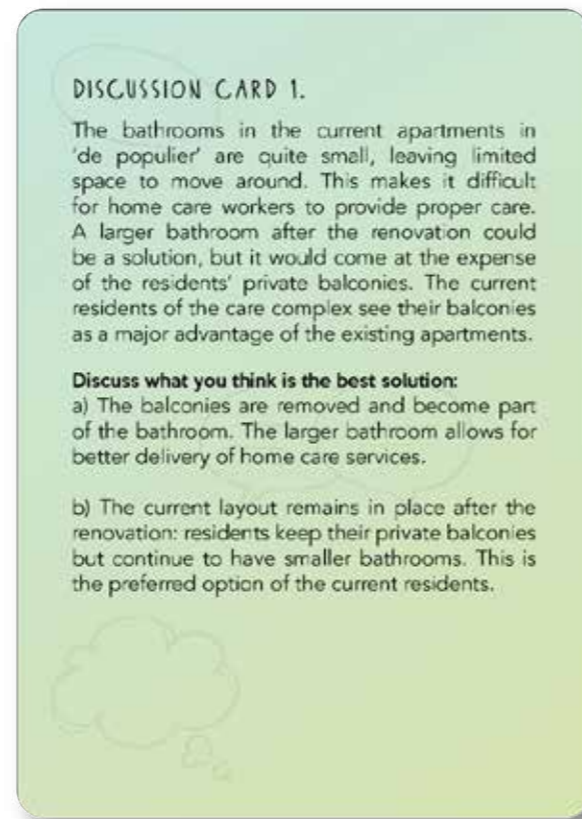 DISCUSSION CARD 1.
The bathrooms in the current apartments in
'de populier' are quite small, leaving limited
space to move around. This makes it difficult
for home care workers to provide proper care.
A larger bathroom after the renovation could
be a solution, but it would come at the expense
of the residents' private balconies. The current
residents of the care complex see their balconies
as a major advantage of the existing apartments.
Discuss what you think is the best solution:
a) The balconies are removed and become part
of the bathroom. The larger bathroom allows for
better delivery of home care services.
b) The current layout remains in place after the
renovation: residents keep their private balconies
but continue to have smaller bathrooms. This is
the preferred option of the current residents.